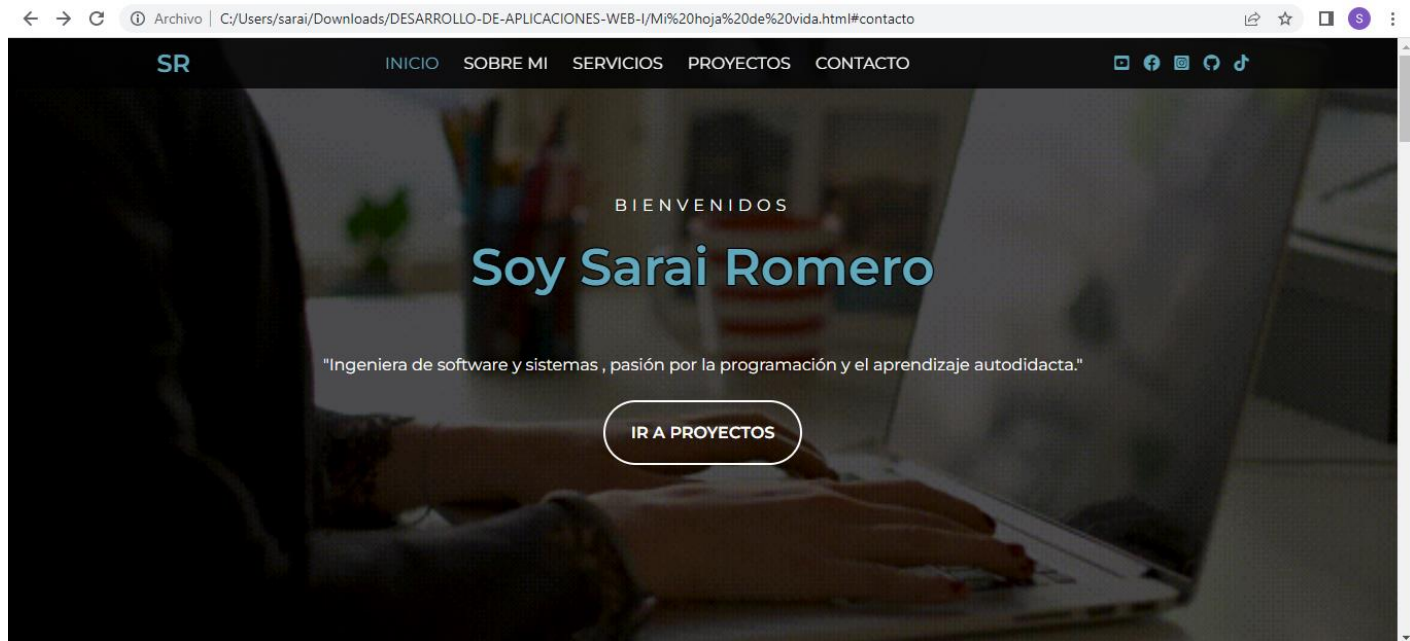 Archivo | C:/Users/sarai/Downloads/DESARROLLO-DE-APLICACIONES-WEB-I/Mi%20hoja%20de%20vida.html#contacto
S
SR INICIO SOBRE MI SERVICIOS PROYECTOS CONTACTO
BIENVENIDOS
Soy Sarai Romero
"Ingeniera de software y sistemas , pasión por la programación y el aprendizaje autodidacta."
IR A PROYECTOS